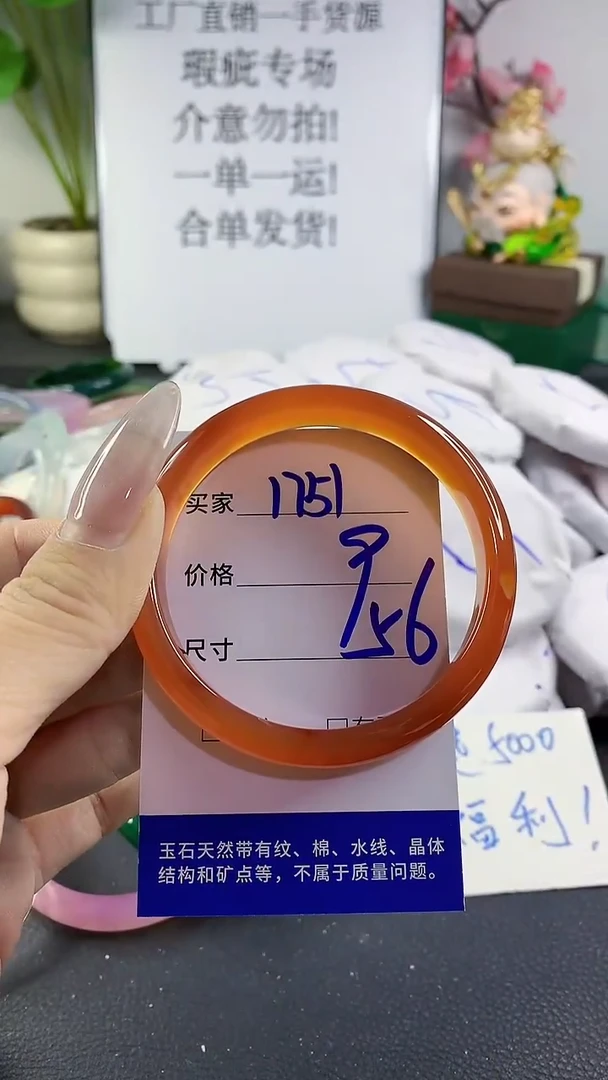 工厂直销一手货源
瑕疵专场
介意勿拍!
一单一运!
合单发货!
买家 1751
价格 9
尺寸 56
5000
福利!
玉石天然带有纹、棉、水线、晶体
结构和矿点等，不属于质量问题。